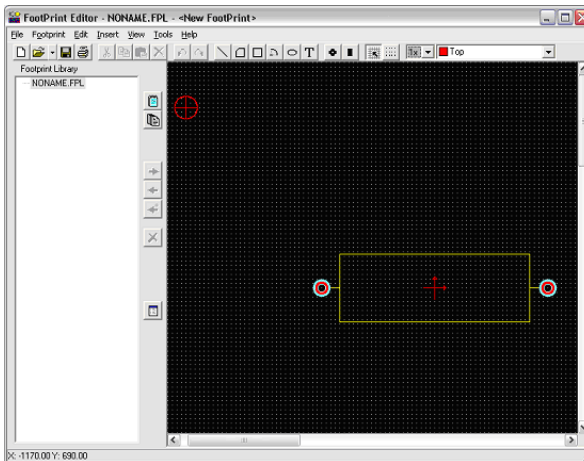 FootPrint Editor - NONAME.FPL - <New FootPrint>
File Footprint Edit Insert View Tools Help
T 1x Top
Footprint Library
NONAME.FPL
X: -1170.00 Y: 690.00